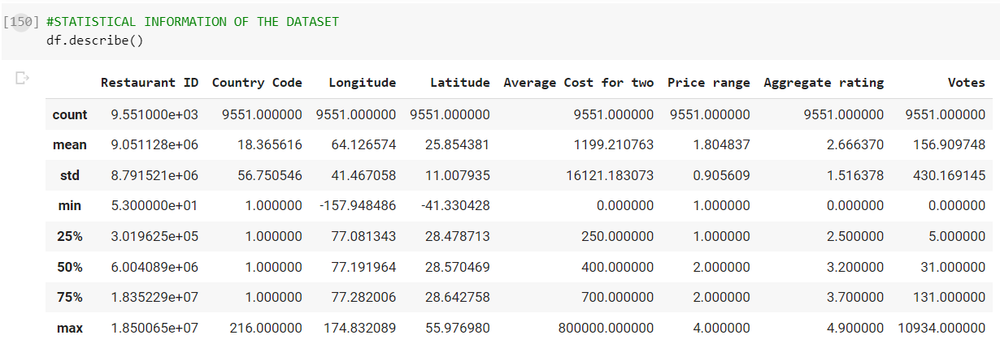 [150] #STATISTICAL INFORMATION OF THE DATASET
df.describe()
Restaurant ID Country Code Longitude Latitude Average Cost for two Price range Aggregate rating Votes
count 9.551000e+03 9551.000000 9551.000000 9551.000000 9551.000000 9551.000000 9551.000000 9551.000000
mean 9.051128e+06 18.365616 64.126574 25.854381 1199.210763 1.804837 2.666370 156.909748
std 8.791521e+06 56.750546 41.467058 11.007935 16121.183073 0.905609 1.516378 430.169145
min 5.300000e+01 1.000000 -157.948486 -41.330428 0.000000 1.000000 0.000000 0.000000
25% 3.019625e+05 1.000000 77.081343 28.478713 250.000000 1.000000 2.500000 5.000000
50% 6.004089e+06 1.000000 77.191964 28.570469 400.000000 2.000000 3.200000 31.000000
75% 1.835229e+07 1.000000 77.282006 28.642758 700.000000 2.000000 3.700000 131.000000
max 1.850065e+07 216.000000 174.832089 55.976980 800000.000000 4.000000 4.900000 10934.000000